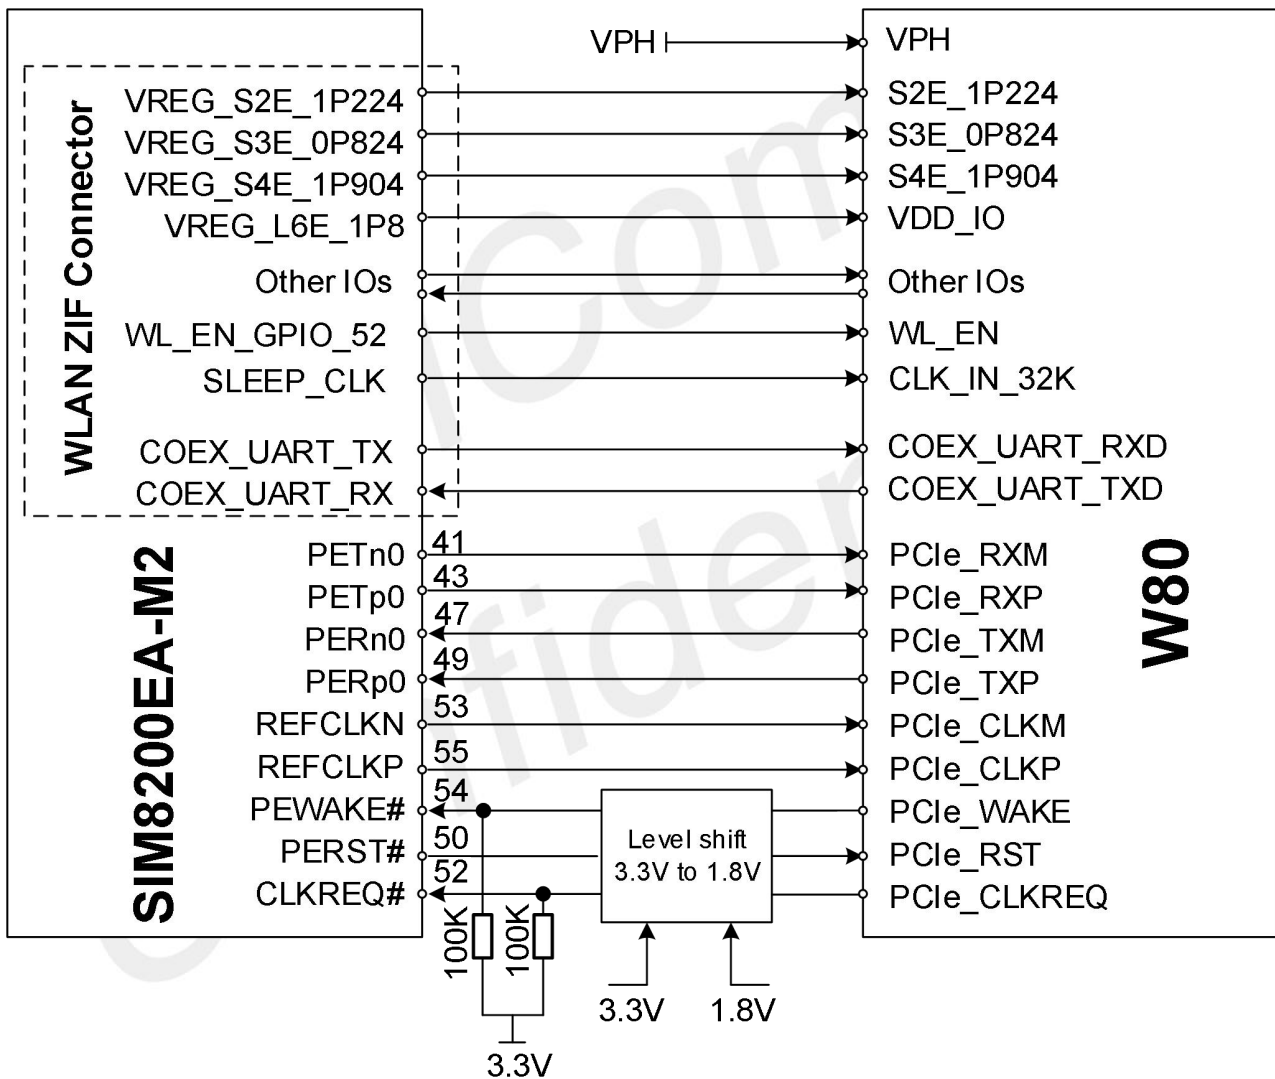 VPH
VPH
WLAN ZIF Connector
VREG_S2E_1P224
S2E_1P224
VREG_S3E_0P824
S3E_0P824
VREG_S4E_1P904
S4E_1P904
VREG_L6E_1P8
VDD_IO
Other IOs
Other IOs
WL_EN_GPIO_52
WL_EN
SLEEP_CLK
CLK_IN_32K
COEX_UART_TX
COEX_UART_RXD
COEX_UART_RX
COEX_UART_TXD
SIM8200EA-M2
W80
PETn0
41
PCIe_RXM
PETp0
43
PCIe_RXP
PERn0
47
PCIe_TXM
PERp0
49
PCIe_TXP
REFCLKN
53
PCIe_CLKM
REFCLKP
55
PCIe_CLKP
PEWAKE#
54
PCIe_WAKE
PERST#
50
PCIe_RST
CLKREQ#
52
PCIe_CLKREQ
Level shift
3.3V to 1.8V
100K
100K
3.3V
1.8V
3.3V